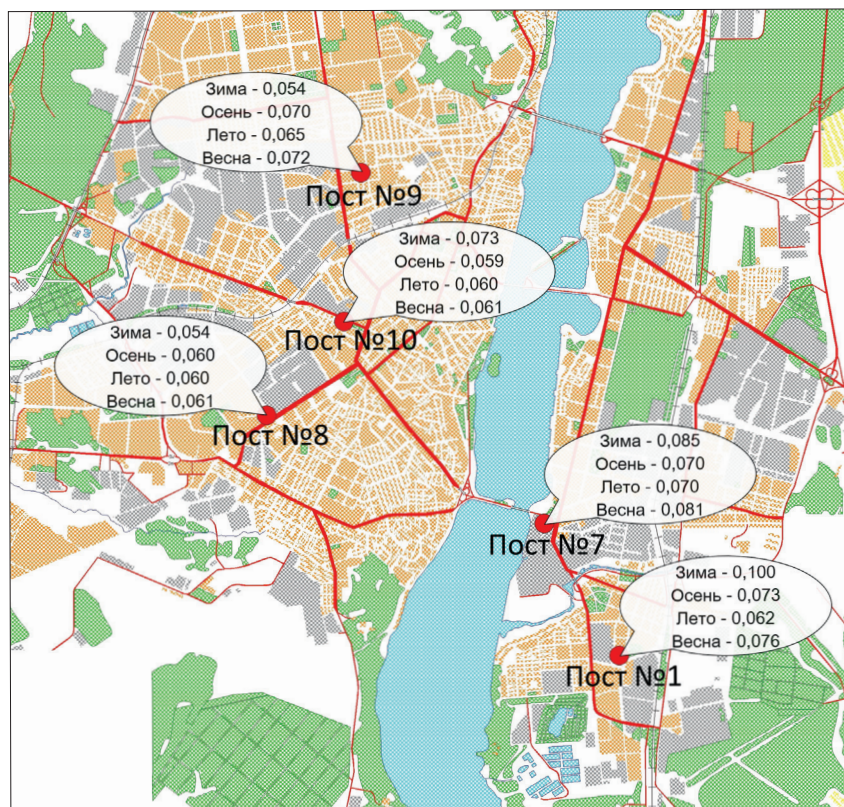 Зима - 0,054
Осень - 0,070
Лето - 0,065
Весна - 0,072
Пост №9
Зима - 0,073
Осень - 0,059
Лето - 0,060
Весна - 0,061
Пост №10
Зима - 0,054
Осень - 0,060
Лето - 0,060
Весна - 0,061
Пост №8
Зима - 0,085
Осень - 0,070
Лето - 0,070
Весна - 0,081
Пост №7
Зима - 0,100
Осень - 0,073
Лето - 0,062
Весна - 0,076
Пост №1